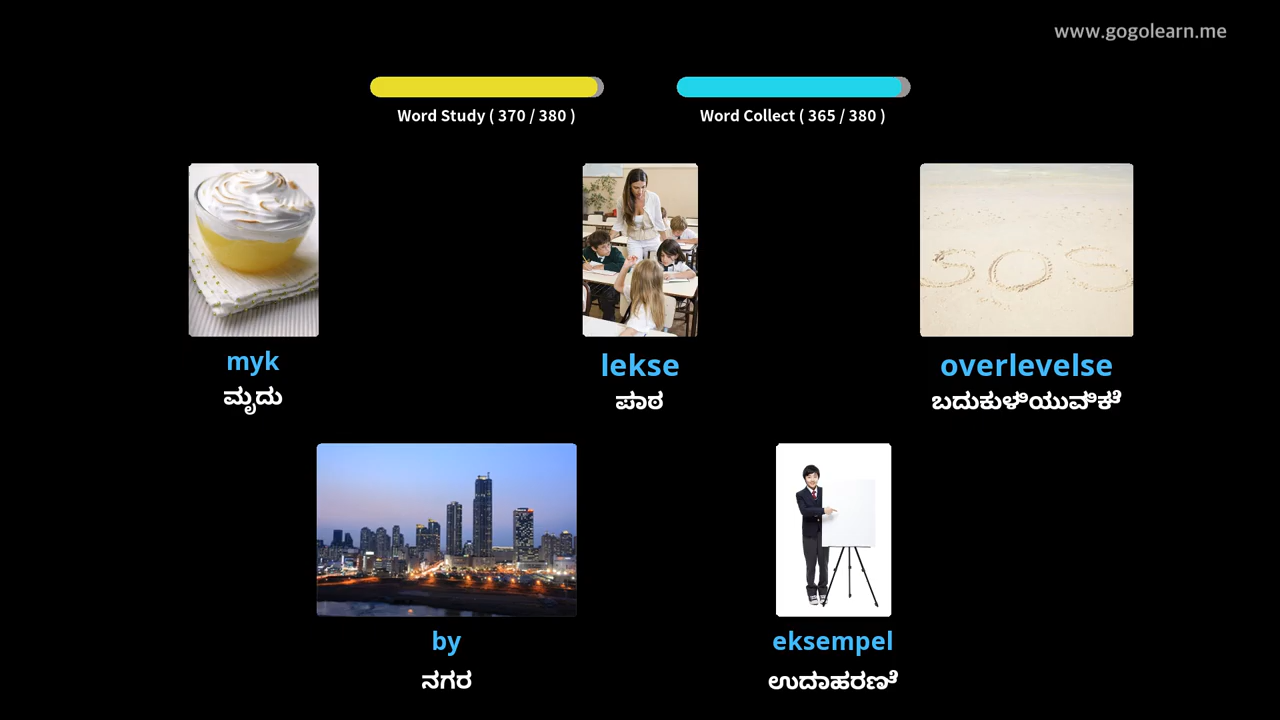 www.gogolearn.me
Word Study ( 370 / 380 )
Word Collect ( 365 / 380 )
myk
ಮೃದು
lekse
ಪಾಠ
overlevelse
ಬದುಕುಳಿಯುವಿಕೆ
by
ನಗರ
eksempel
ಉದಾಹರಣೆ
SOS